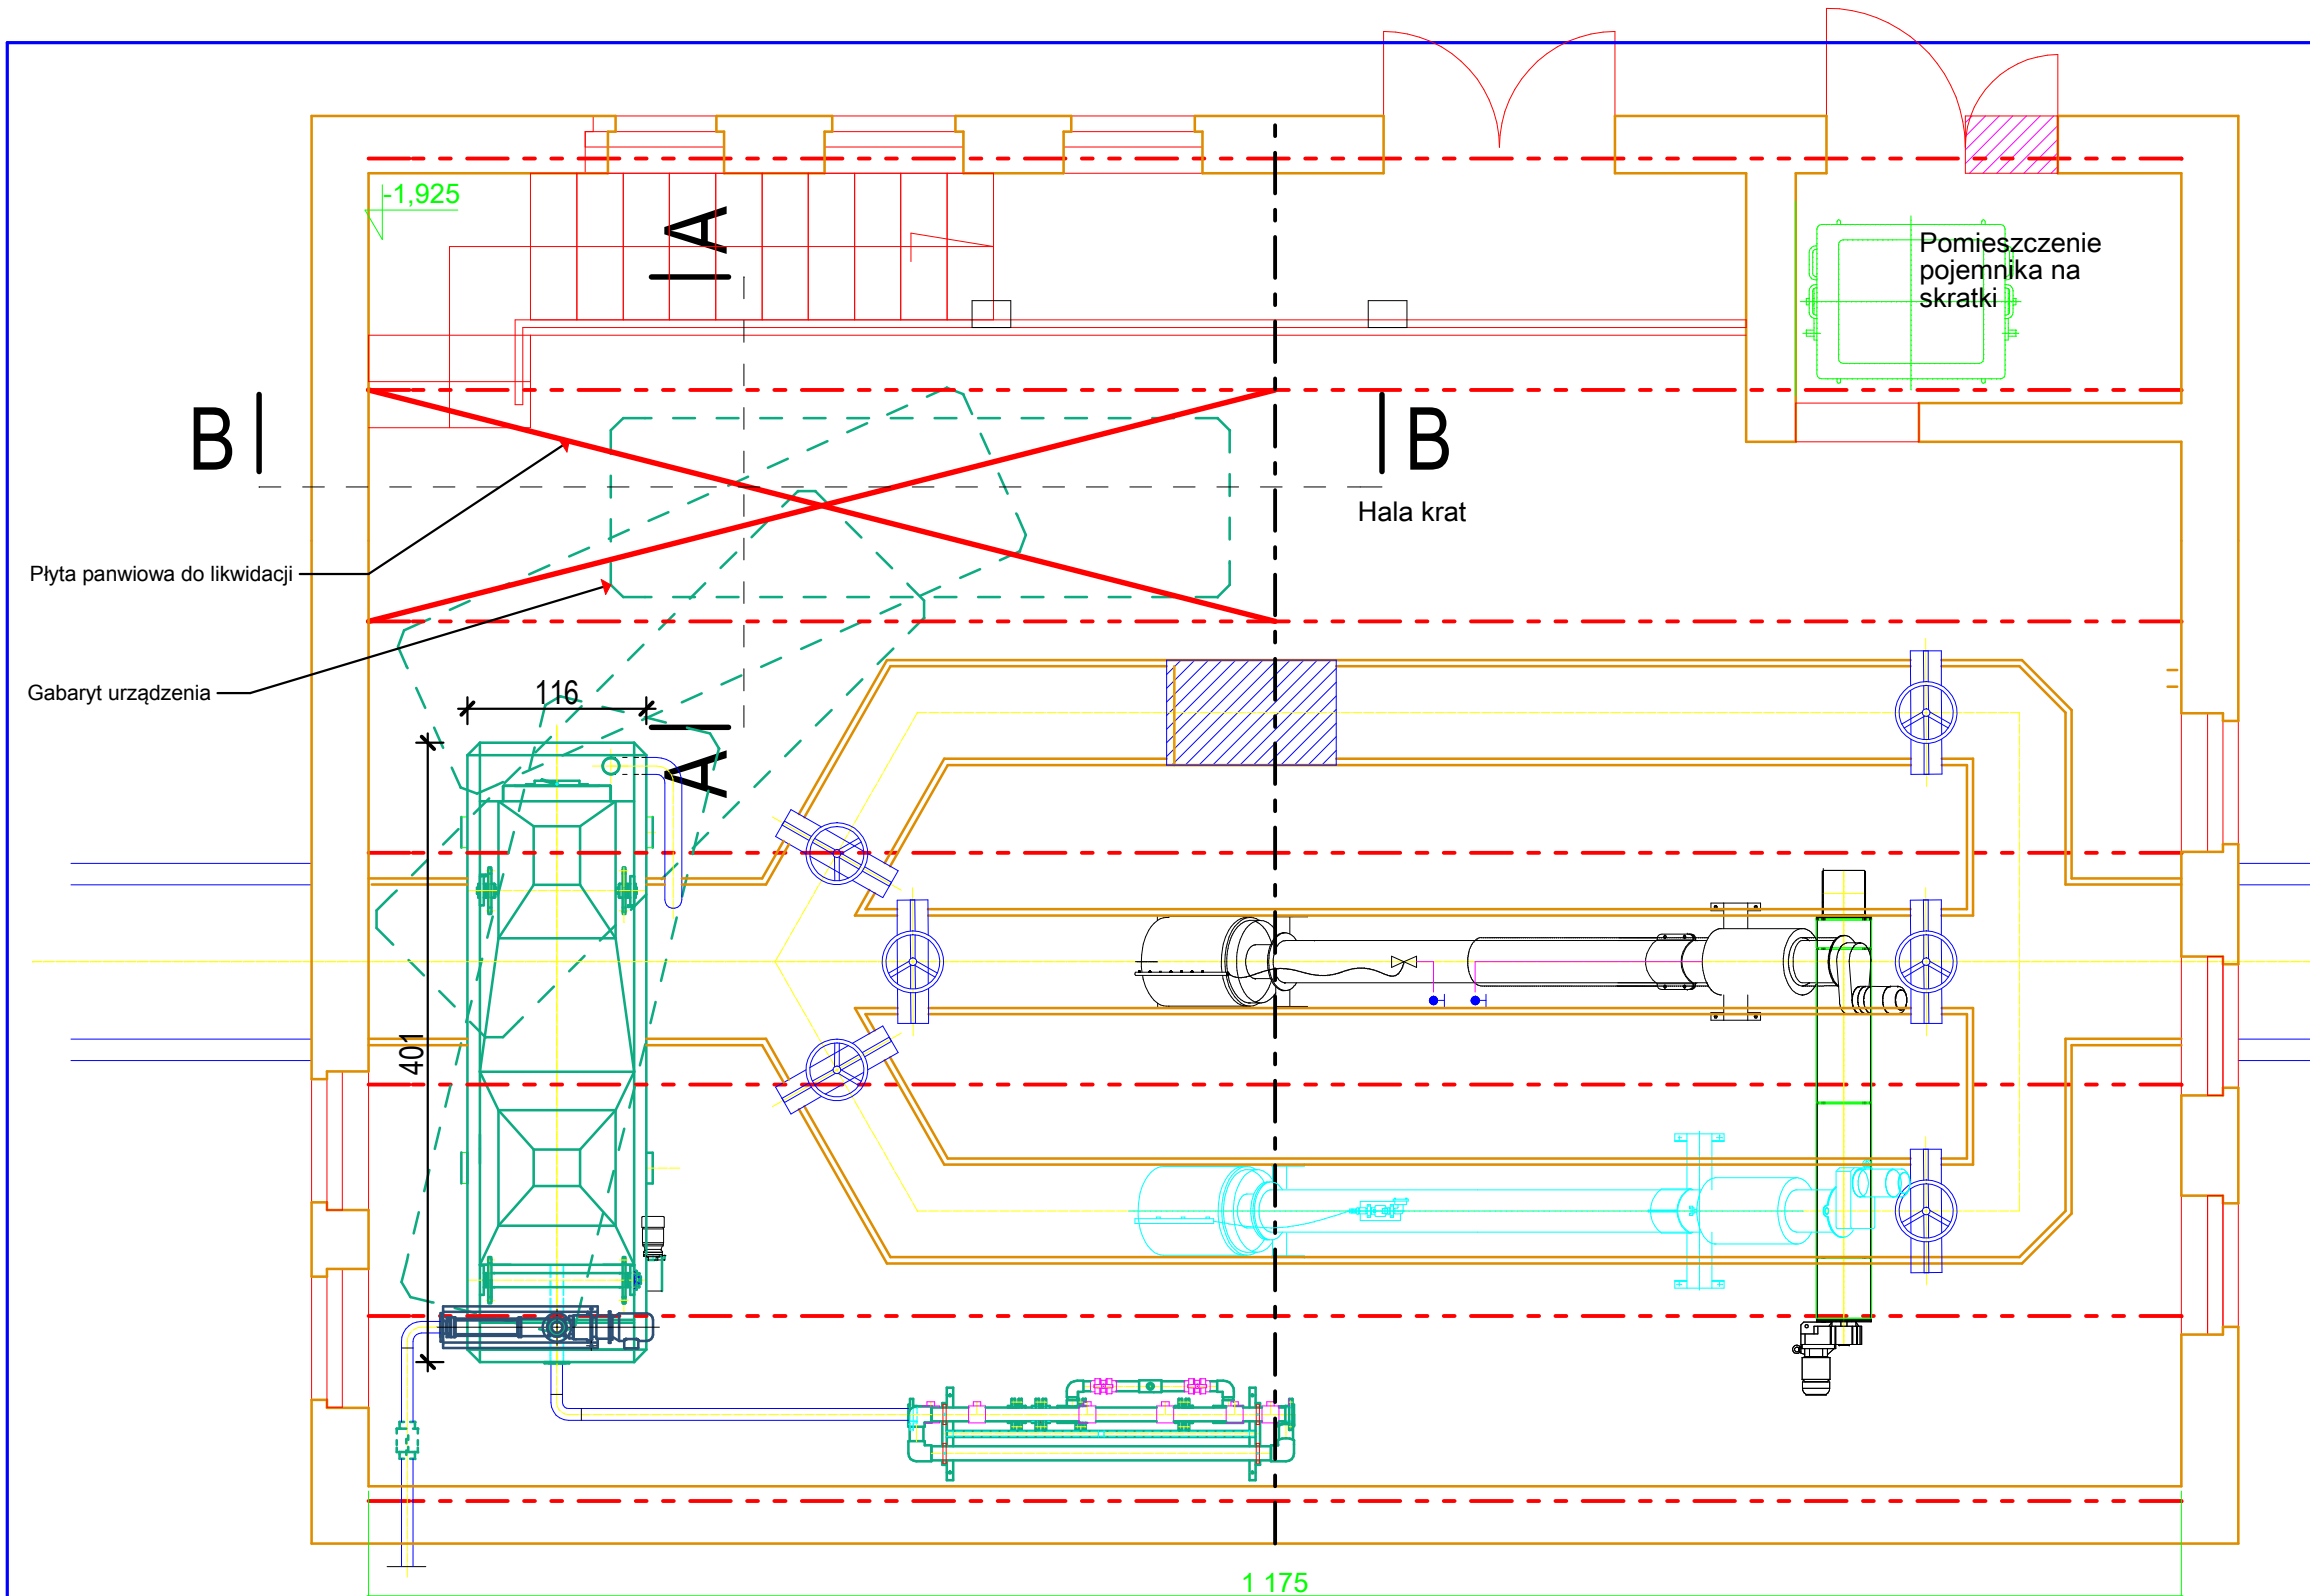 -1,925
A
Pomieszczenie
pojemnika na
skratki
B
B
Hala krat
Płyta panwiowa do likwidacji
Gabaryt urządzenia
116
A
401
1 175